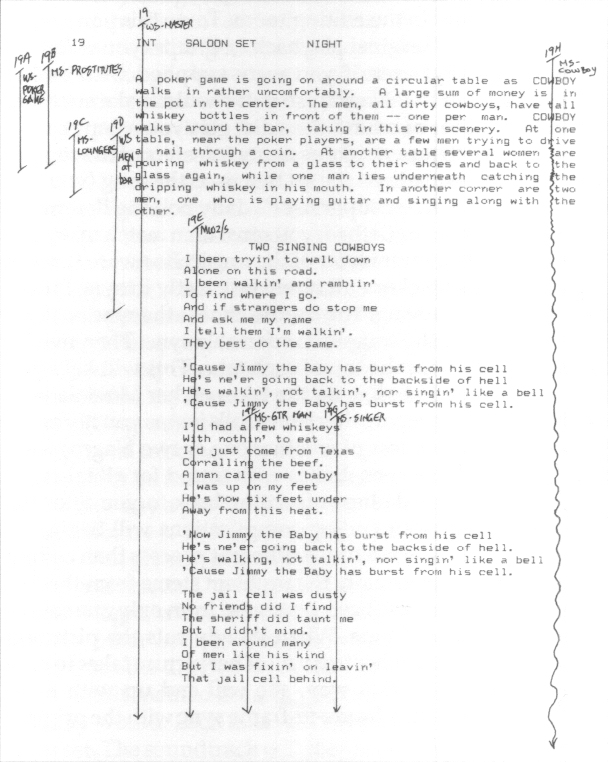 19
WS-MASTER
19 INT SALOON SET NIGHT
19A
WS-POKER GAME
19B
MS-PROSTITUTES
19H
MS-COWBOY
A poker game is going on around a circular table as COWBOY
walks in rather uncomfortably. A large sum of money is in
the pot in the center. The men, all dirty cowboys, have tall
whiskey bottles in front of them -- one per man. COWBOY
walks around the bar, taking in this new scenery. At one
table, near the poker players, are a few men trying to drive
a nail through a coin. At another table several women are
pouring whiskey from a glass to their shoes and back to the
glass again, while one man lies underneath catching the
dripping whiskey in his mouth. In another corner are two
men, one who is playing guitar and singing along with the
other.
19C
MS-LOUNGERS
19D
WS MEN at BAR
19E
MW2/s
TWO SINGING COWBOYS
I been tryin' to walk down
Alone on this road.
I been walkin' and ramblin'
To find where I go.
And if strangers do stop me
And ask me my name
I tell them I'm walkin'.
They best do the same.
'Cause Jimmy the Baby has burst from his cell
He's ne'er going back to the backside of hell
He's walkin', not talkin', nor singin' like a bell
'Cause Jimmy the Baby has burst from his cell.
19F
MS-GTR MAN
19G
MS-SINGER
I'd had a few whiskeys
With nothin' to eat
I'd just come from Texas
Corralling the beef.
A man called me 'baby'
I was up on my feet
He's now six feet under
Away from this heat.
'Now Jimmy the Baby has burst from his cell
He's ne'er going back to the backside of hell.
He's walking, not talkin', nor singin' like a bell
'Cause Jimmy the Baby has burst from his cell.
The jail cell was dusty
No friends did I find
The sheriff did taunt me
But I didn't mind.
I been around many
Of men like his kind
But I was fixin' on leavin'
That jail cell behind.